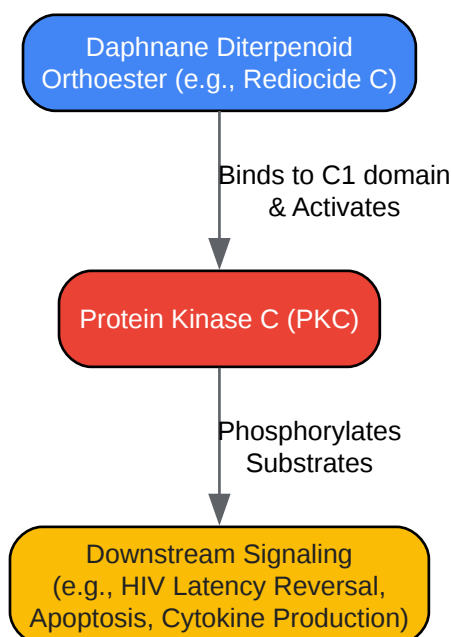 Daphnane Diterpenoid
Orthoester (e.g., Rediocide C)
Binds to C1 domain
& Activates
Protein Kinase C (PKC)
Phosphorylates
Substrates
Downstream Signaling
(e.g., HIV Latency Reversal,
Apoptosis, Cytokine Production)